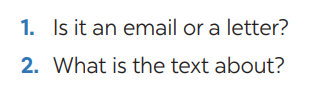 1. Is it an email or a letter?
2. What is the text about?